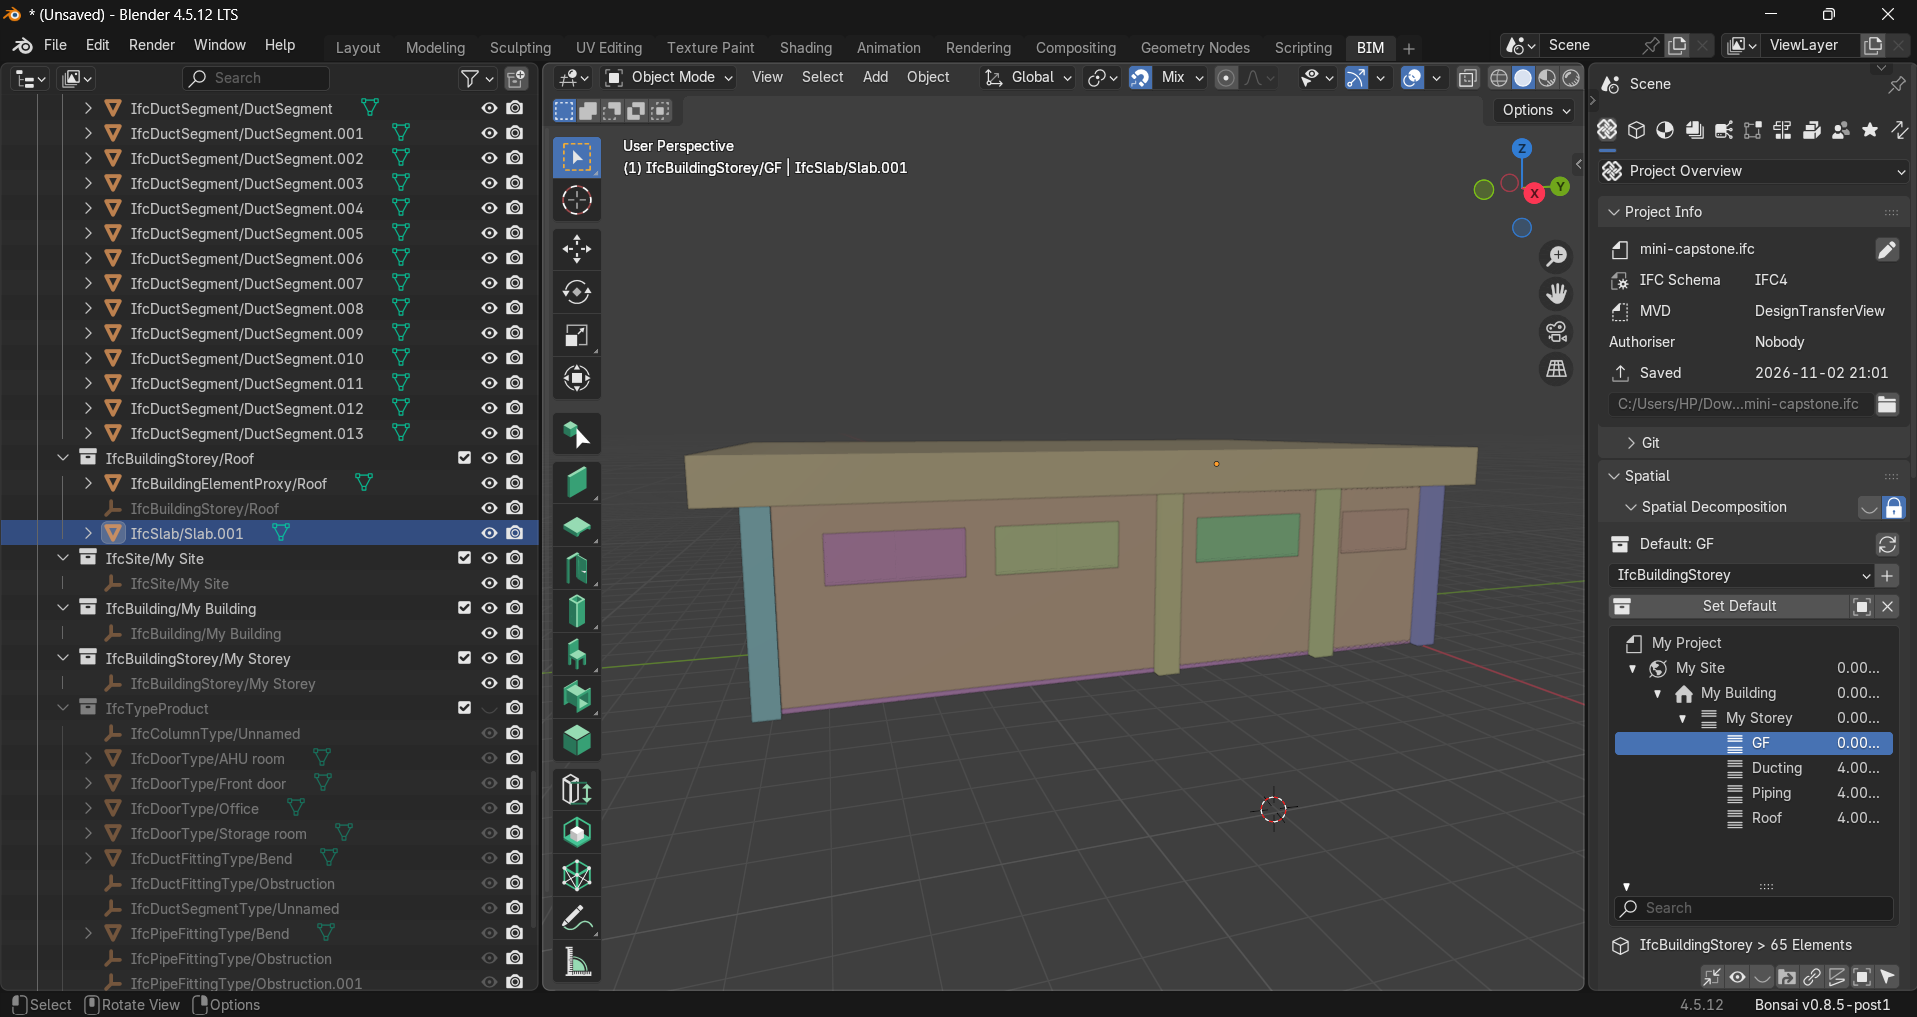 * (Unsaved) - Blender 4.5.12 LTS
File Edit Render Window Help
Layout Modeling Sculpting UV Editing Texture Paint Shading Animation Rendering Compositing Geometry Nodes Scripting BIM
Scene
ViewLayer
Search
IfcDuctSegment/DuctSegment
IfcDuctSegment/DuctSegment.001
IfcDuctSegment/DuctSegment.002
IfcDuctSegment/DuctSegment.003
IfcDuctSegment/DuctSegment.004
IfcDuctSegment/DuctSegment.005
IfcDuctSegment/DuctSegment.006
IfcDuctSegment/DuctSegment.007
IfcDuctSegment/DuctSegment.008
IfcDuctSegment/DuctSegment.009
IfcDuctSegment/DuctSegment.010
IfcDuctSegment/DuctSegment.011
IfcDuctSegment/DuctSegment.012
IfcDuctSegment/DuctSegment.013
IfcBuildingStorey/Roof
IfcBuildingElementProxy/Roof
IfcBuildingStorey/Roof
IfcSlab/Slab.001
IfcSite/My Site
IfcSite/My Site
IfcBuilding/My Building
IfcBuilding/My Building
IfcBuildingStorey/My Storey
IfcBuildingStorey/My Storey
IfcTypeProduct
IfcColumnType/Unnamed
IfcDoorType/AHU room
IfcDoorType/Front door
IfcDoorType/Office
IfcDoorType/Storage room
IfcDuctFittingType/Bend
IfcDuctFittingType/Obstruction
IfcDuctSegmentType/Unnamed
IfcPipeFittingType/Bend
IfcPipeFittingType/Obstruction
IfcPipeFittingType/Obstruction.001
Object Mode View Select Add Object Global Mix
Options
User Perspective
(1) IfcBuildingStorey/GF | IfcSlab/Slab.001
Z
Y
X
Scene
Project Overview
Project Info
mini-capstone.ifc
IFC Schema IFC4
MVD DesignTransferView
Authoriser Nobody
Saved 2026-11-02 21:01
C:/Users/HP/Dow...mini-capstone.ifc
Git
Spatial
Spatial Decomposition
Default: GF
IfcBuildingStorey
Set Default
My Project
My Site 0.00...
My Building 0.00...
My Storey 0.00...
GF 0.00...
Ducting 4.00...
Piping 4.00...
Roof 4.00...
Search
IfcBuildingStorey > 65 Elements
Select Rotate View Options
4.5.12 Bonsai v0.8.5-post1